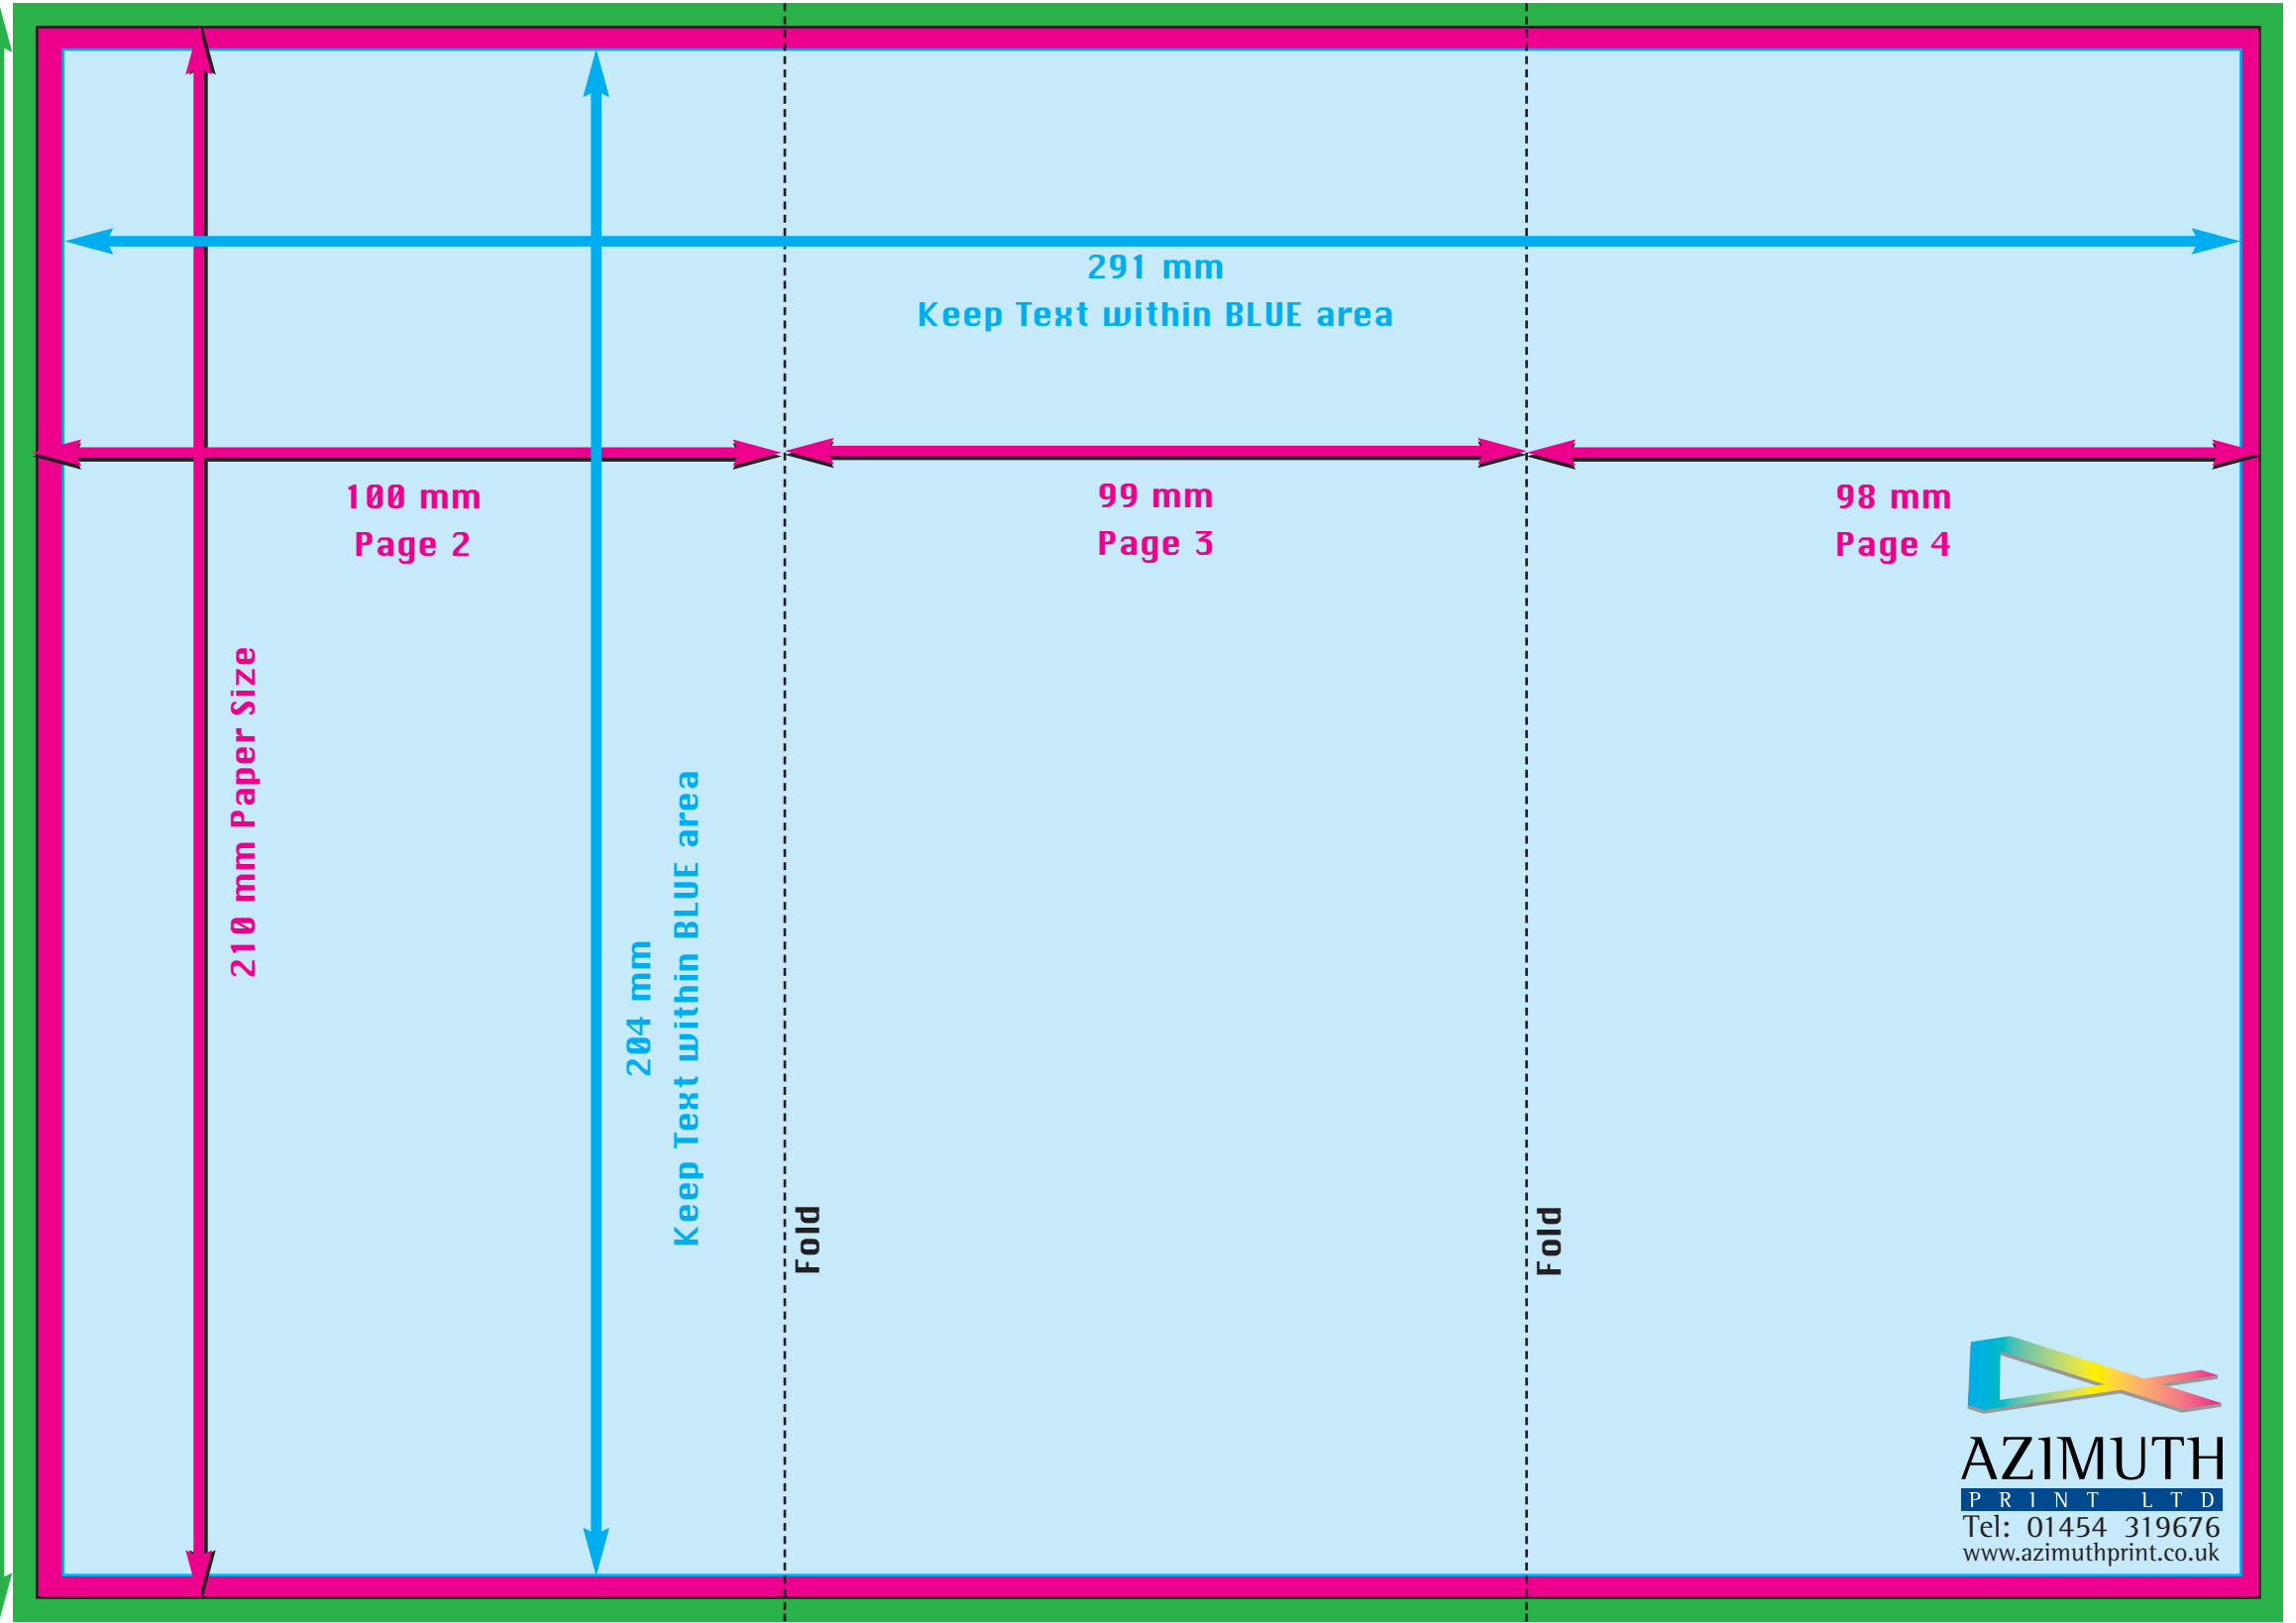 291 mm
Keep Text within BLUE area
100 mm
Page 2
99 mm
Page 3
98 mm
Page 4
210 mm Paper Size
204 mm
Keep Text within BLUE area
Fold
Fold
AZIMUTH
PRINT LTD
Tel: 01454 319676
www.azimuthprint.co.uk